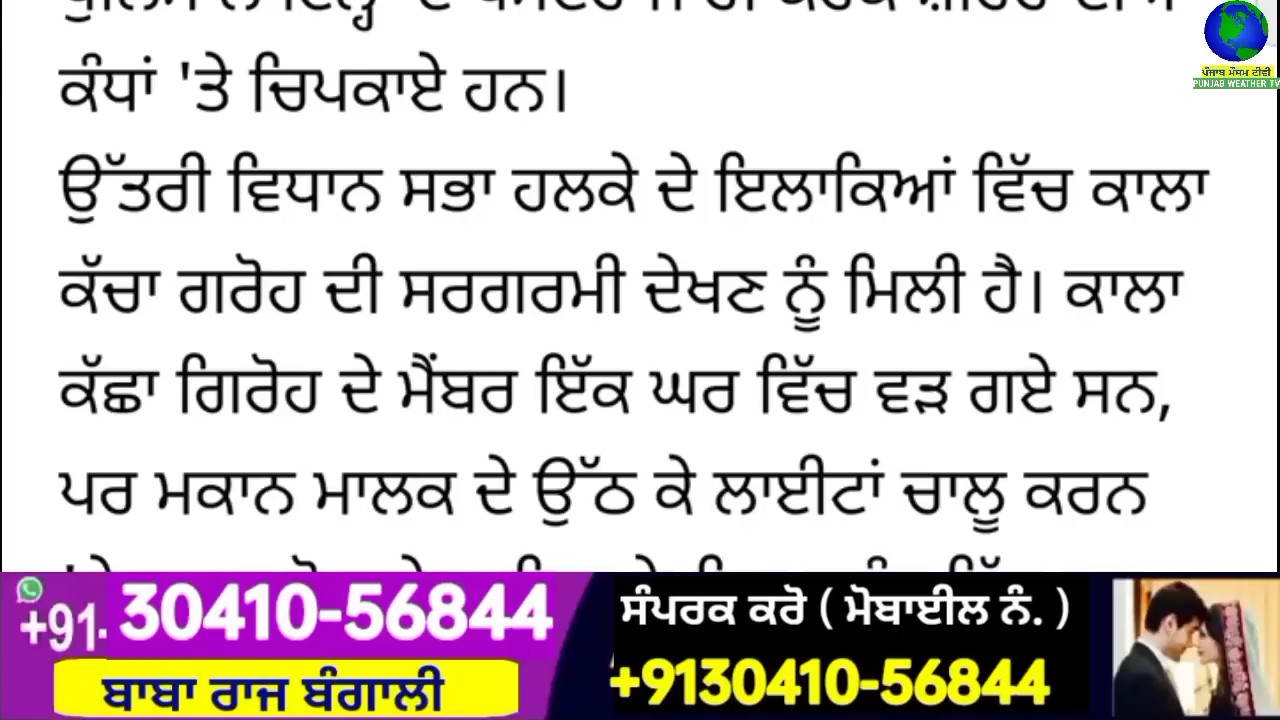 ਕੰਧਾਂ 'ਤੇ ਚਿਪਕਾਏ ਹਨ।
ਉੱਤਰੀ ਵਿਧਾਨ ਸਭਾ ਹਲਕੇ ਦੇ ਇਲਾਕਿਆਂ ਵਿੱਚ ਕਾਲਾ
ਕੱਚਾ ਗਰੋਹ ਦੀ ਸਰਗਰਮੀ ਦੇਖਣ ਨੂੰ ਮਿਲੀ ਹੈ। ਕਾਲਾ
ਕੱਛਾ ਗਿਰੋਹ ਦੇ ਮੈਂਬਰ ਇੱਕ ਘਰ ਵਿੱਚ ਵੜ ਗਏ ਸਨ,
ਪਰ ਮਕਾਨ ਮਾਲਕ ਦੇ ਉੱਠ ਕੇ ਲਾਈਟਾਂ ਚਾਲੂ ਕਰਨ
ਪੰਜਾਬ ਮੌਸਮ ਟੀਵੀ
PUNJAB WEATHER TV
+91- 30410-56844
ਬਾਬਾ ਰਾਜ ਬੰਗਾਲੀ
ਸੰਪਰਕ ਕਰੋ ( ਮੋਬਾਈਲ ਨੰ. )
+9130410-56844